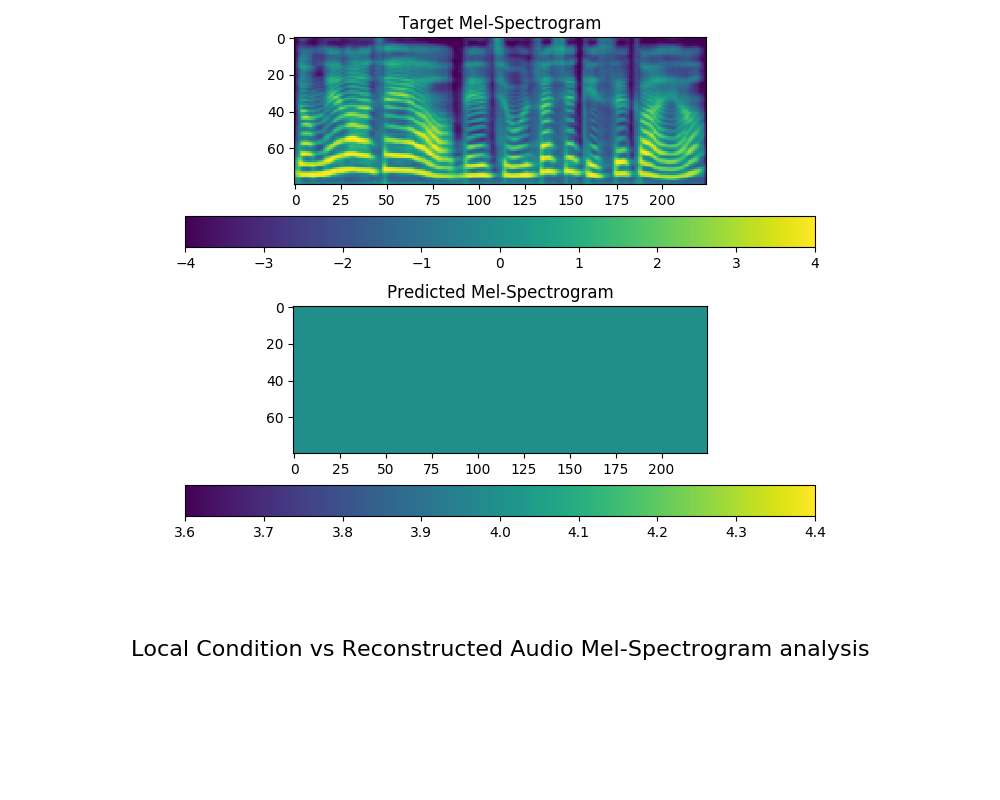 Target Mel-Spectrogram
0
20
40
60
0 25 50 75 100 125 150 175 200
−4 −3 −2 −1 0 1 2 3 4
Predicted Mel-Spectrogram
0
20
40
60
0 25 50 75 100 125 150 175 200
3.6 3.7 3.8 3.9 4.0 4.1 4.2 4.3 4.4
Local Condition vs Reconstructed Audio Mel-Spectrogram analysis